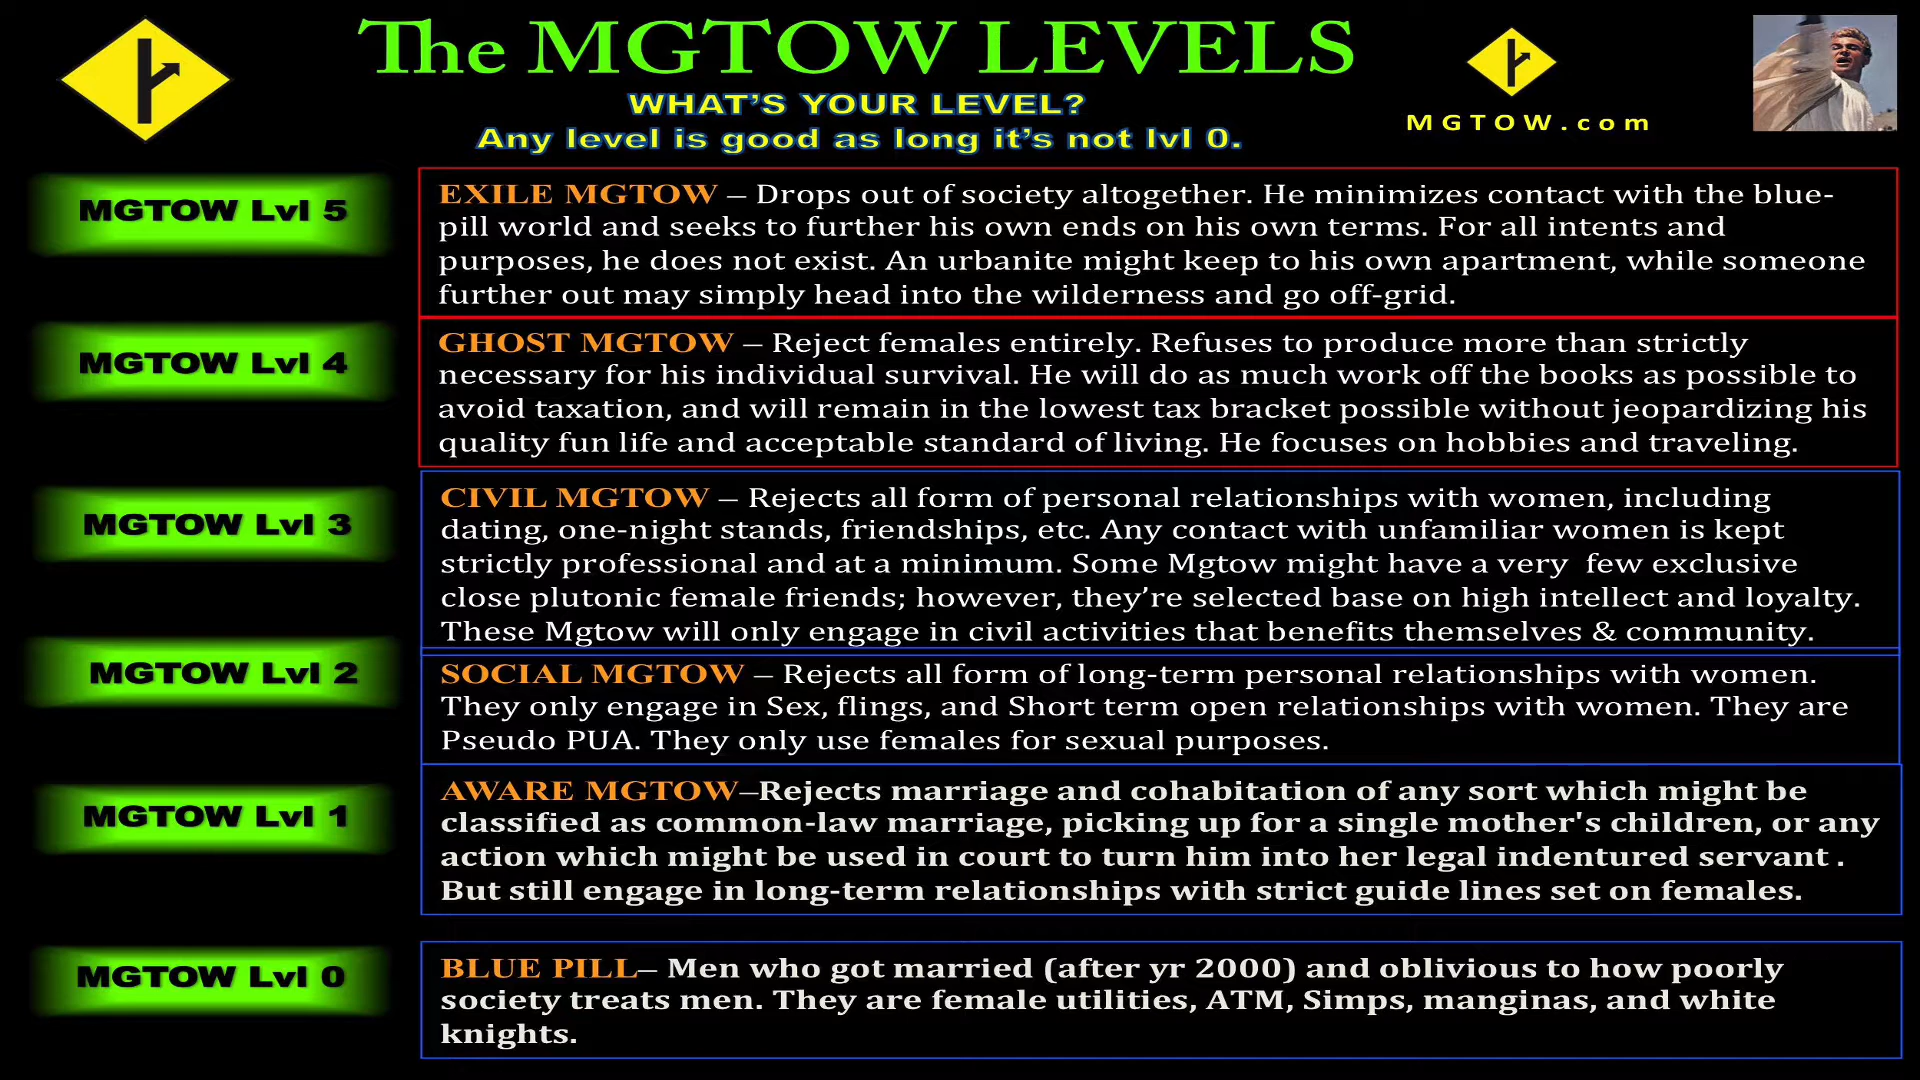 The MGTOW LEVELS
WHAT'S YOUR LEVEL?
Any level is good as long it's not lvl 0.
MGTOW.com
MGTOW Lvl 5
EXILE MGTOW – Drops out of society altogether. He minimizes contact with the blue-
pill world and seeks to further his own ends on his own terms. For all intents and
purposes, he does not exist. An urbanite might keep to his own apartment, while someone
further out may simply head into the wilderness and go off-grid.
MGTOW Lvl 4
GHOST MGTOW – Reject females entirely. Refuses to produce more than strictly
necessary for his individual survival. He will do as much work off the books as possible to
avoid taxation, and will remain in the lowest tax bracket possible without jeopardizing his
quality fun life and acceptable standard of living. He focuses on hobbies and traveling.
MGTOW Lvl 3
CIVIL MGTOW – Rejects all form of personal relationships with women, including
dating, one-night stands, friendships, etc. Any contact with unfamiliar women is kept
strictly professional and at a minimum. Some Mgtow might have a very  few exclusive
close plutonic female friends; however, they're selected base on high intellect and loyalty.
These Mgtow will only engage in civil activities that benefits themselves & community.
MGTOW Lvl 2
SOCIAL MGTOW – Rejects all form of long-term personal relationships with women.
They only engage in Sex, flings, and Short term open relationships with women. They are
Pseudo PUA. They only use females for sexual purposes.
MGTOW Lvl 1
AWARE MGTOW–Rejects marriage and cohabitation of any sort which might be
classified as common-law marriage, picking up for a single mother's children, or any
action which might be used in court to turn him into her legal indentured servant .
But still engage in long-term relationships with strict guide lines set on females.
MGTOW Lvl 0
BLUE PILL– Men who got married (after yr 2000) and oblivious to how poorly
society treats men. They are female utilities, ATM, Simps, manginas, and white
knights.